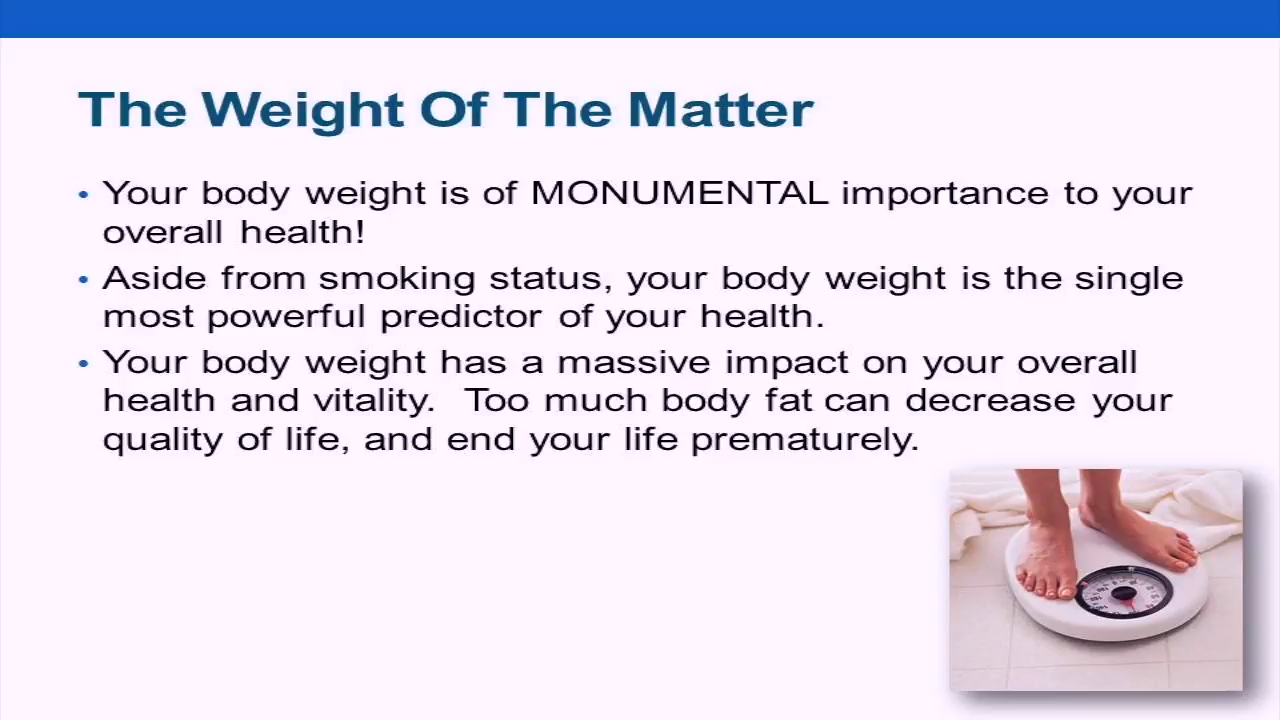 The Weight Of The Matter
• Your body weight is of MONUMENTAL importance to your
overall health!
• Aside from smoking status, your body weight is the single
most powerful predictor of your health.
• Your body weight has a massive impact on your overall
health and vitality.  Too much body fat can decrease your
quality of life, and end your life prematurely.